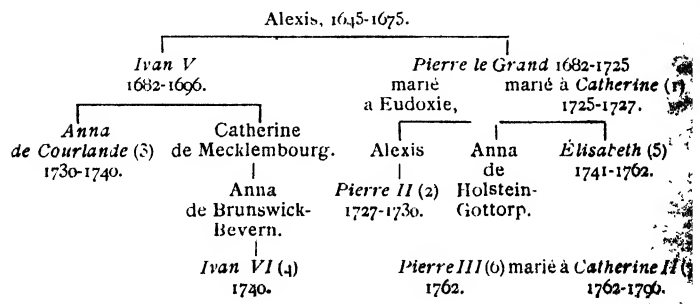 Alexis, 1645-1675.
Ivan V
1682-1696.
Pierre le Grand 1682-1725
marié
a Eudoxie,
marié à Catherine (1)
1725-1727.
Anna
de Courlande (3)
1730-1740.
Catherine
de Mecklembourg.
Alexis
Anna
de
Holstein-
Gottorp.
Élisabeth (5)
1741-1762.
Anna
de Brunswick-
Bevern.
Pierre II (2)
1727-1730.
Ivan VI (4)
1740.
Pierre III (6) marié à Catherine II
1762.
1762-1796.